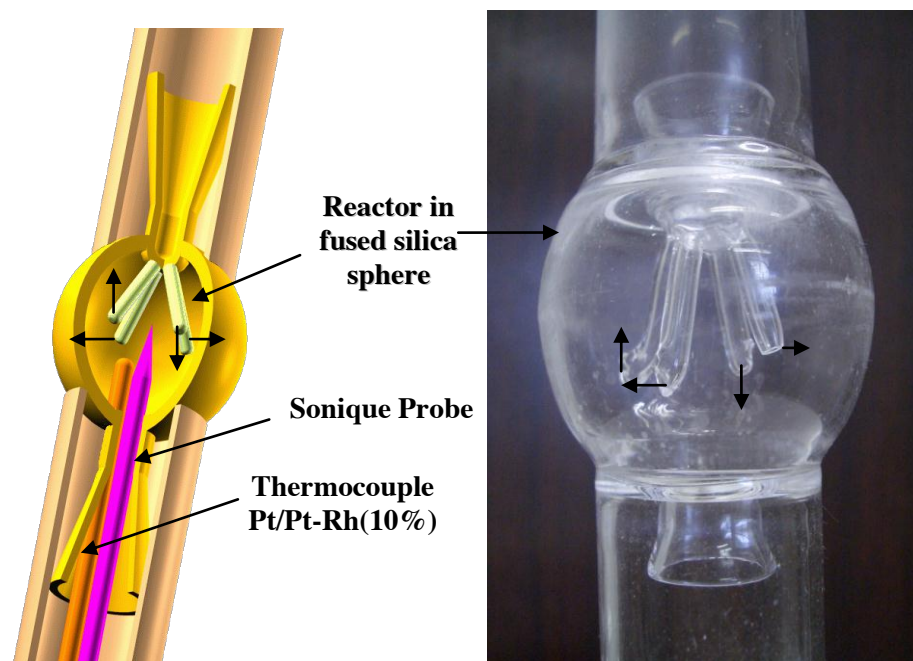 Reactor in
fused silica
sphere
Sonique Probe
Thermocouple
Pt/Pt-Rh(10%)